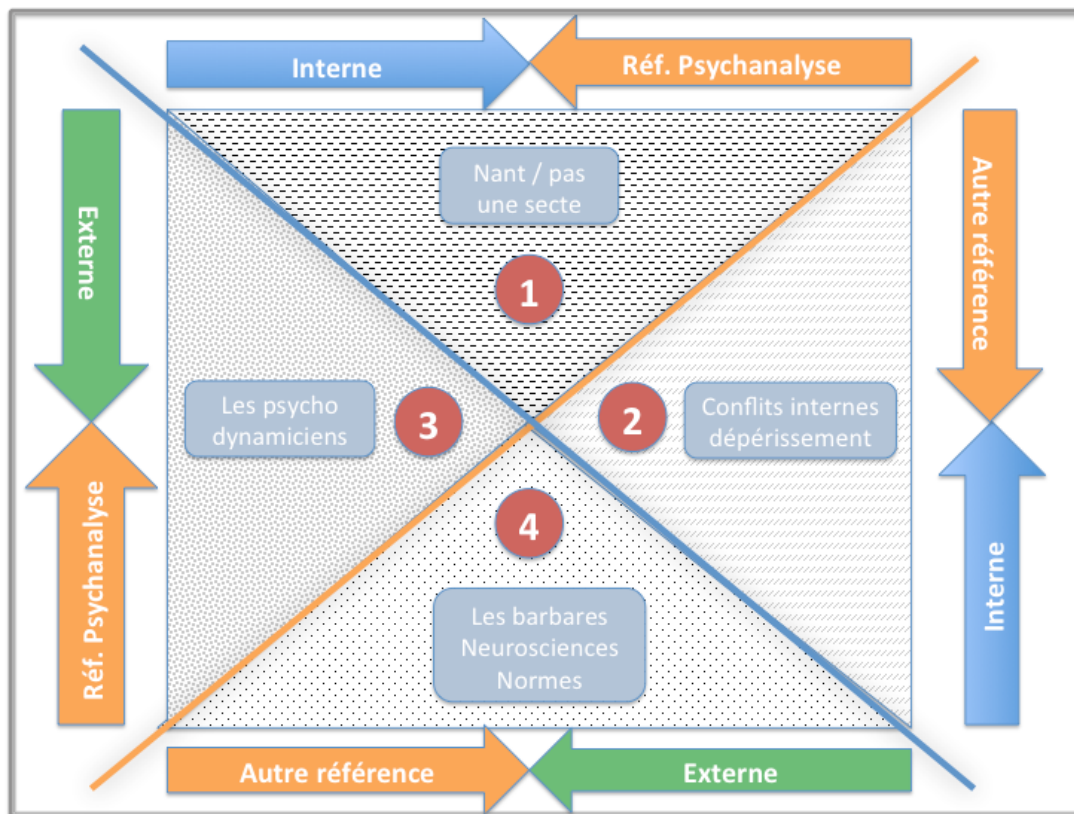 Interne
Réf. Psychanalyse
Externe
Réf. Psychanalyse
Autre référence
Interne
Nant / pas
une secte
1
Les psycho
dynamiciens
3
2
Conflits internes
dépérissement
4
Les barbares
Neurosciences
Normes
Autre référence
Externe